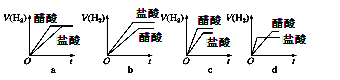 V(H₂) 醋酸 盐酸 O t a
V(H₂) 盐酸 醋酸 O t b
V(H₂) 醋酸 盐酸 O t c
V(H₂) 醋酸 盐酸 O t d